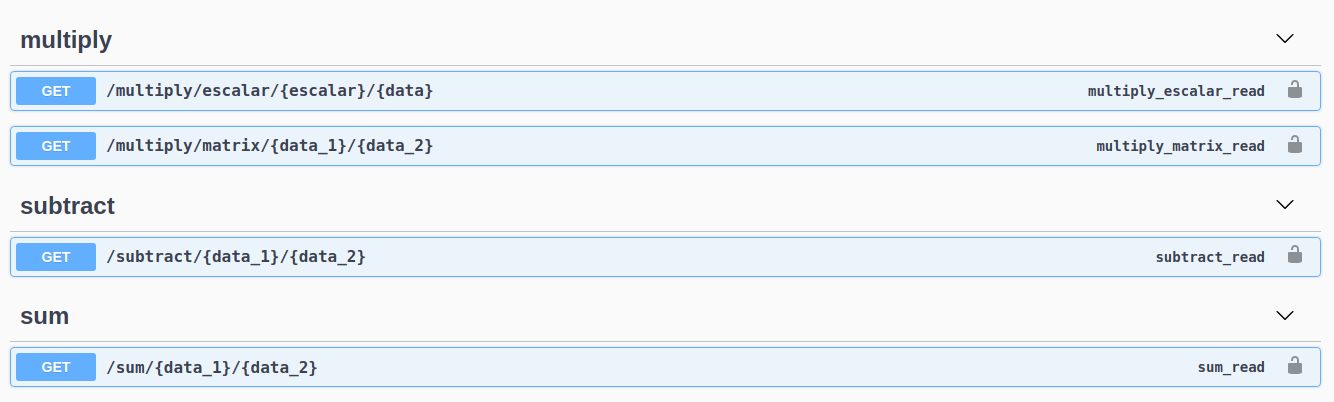 multiply
GET /multiply/escalar/{escalar}/{data} multiply_escalar_read
GET /multiply/matrix/{data_1}/{data_2} multiply_matrix_read
subtract
GET /subtract/{data_1}/{data_2} subtract_read
sum
GET /sum/{data_1}/{data_2} sum_read